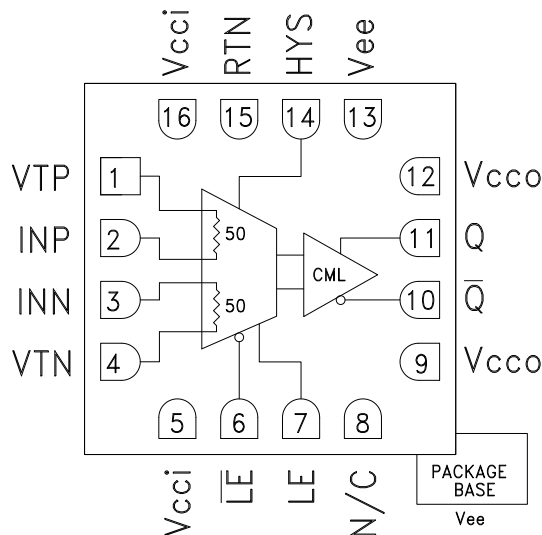 Vcci RTN HYS Vee
16 15 14 13
VTP 1 12 Vcco
INP 2 50 11 Q
CML
INN 3 50 10 Q̅
VTN 4 9 Vcco
5 6 7 8
Vcci L̅E̅ LE N/C
PACKAGE
BASE
Vee